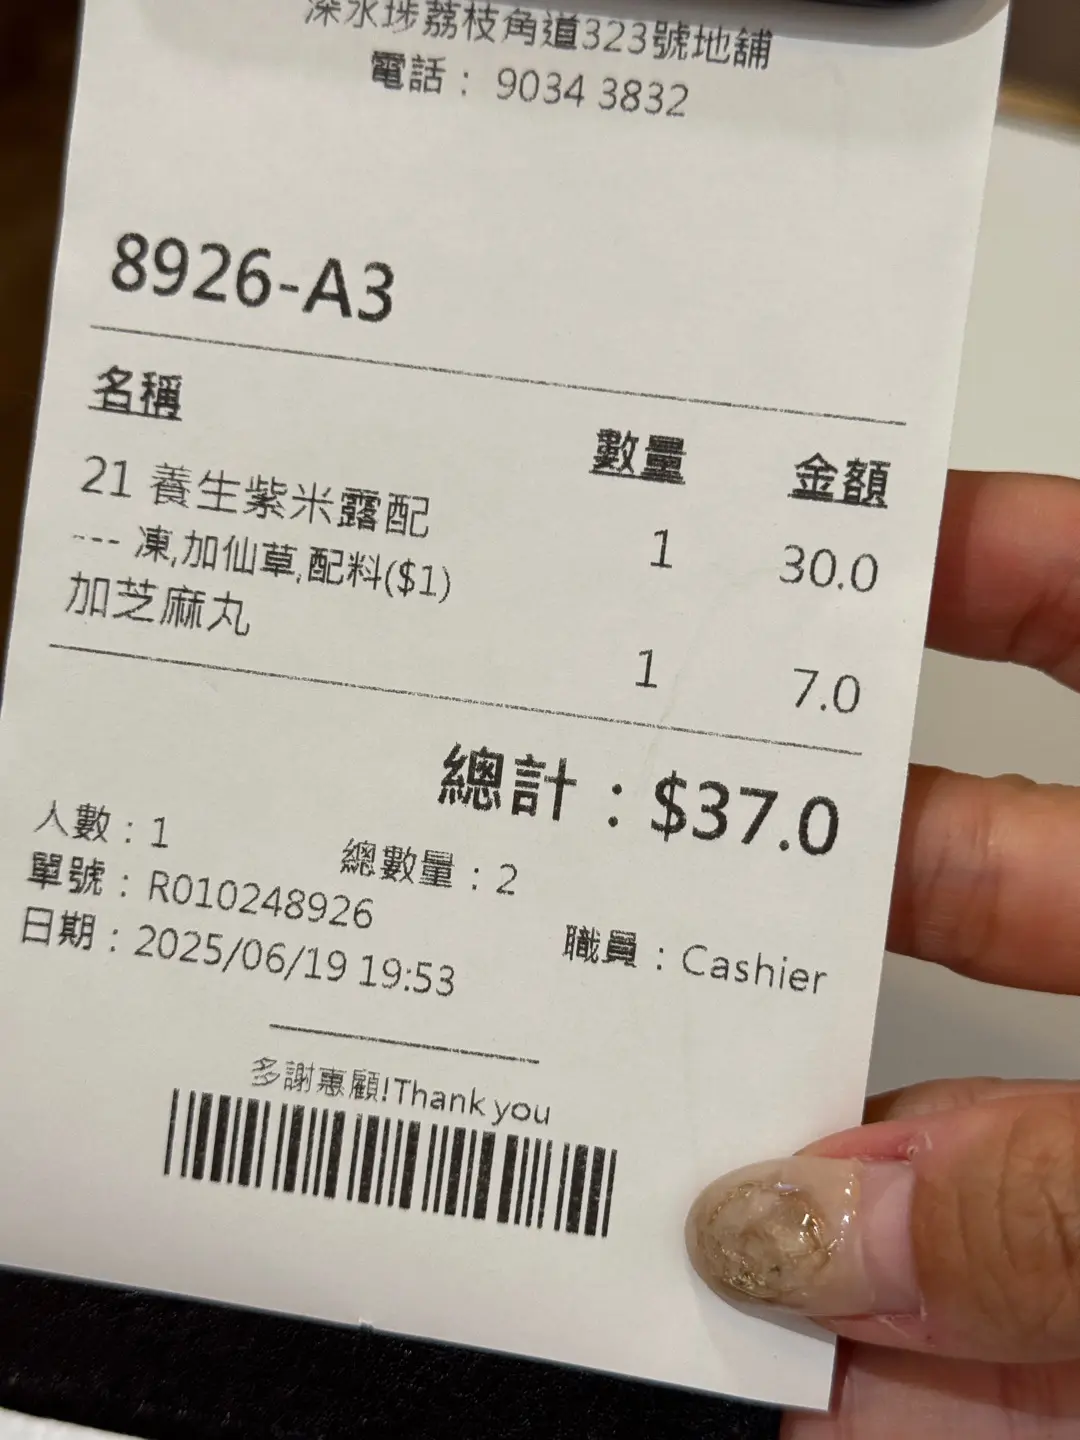 深水埗荔枝角道323號地舖
電話： 9034 3832
8926-A3
名稱 數量 金額
21 養生紫米露配 1 30.0
--- 凍,加仙草,配料($1)
加芝麻丸 1 7.0
總計：$37.0
人數：1 總數量：2
單號：R010248926 職員：Cashier
日期：2025/06/19 19:53
多謝惠顧!Thank you